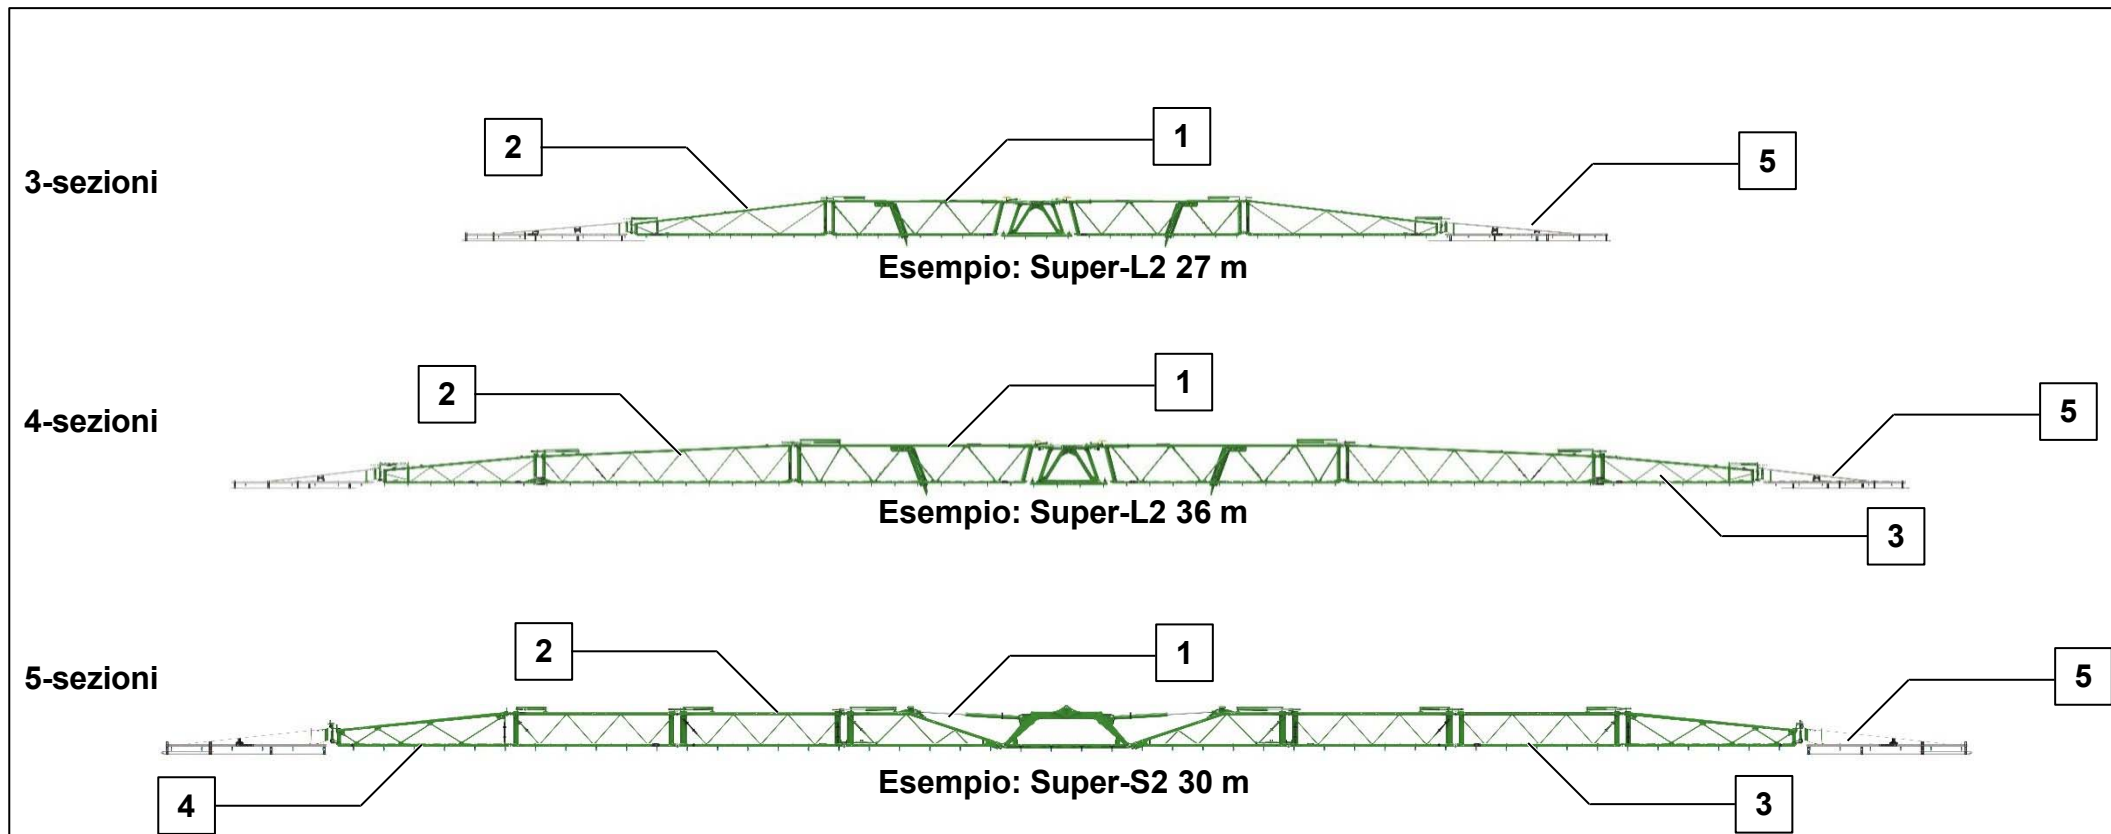 1
2
5
3-sezioni
Esempio: Super-L2 27 m
1
2
5
4-sezioni
Esempio: Super-L2 36 m
3
2
1
5
5-sezioni
Esempio: Super-S2 30 m
4
3